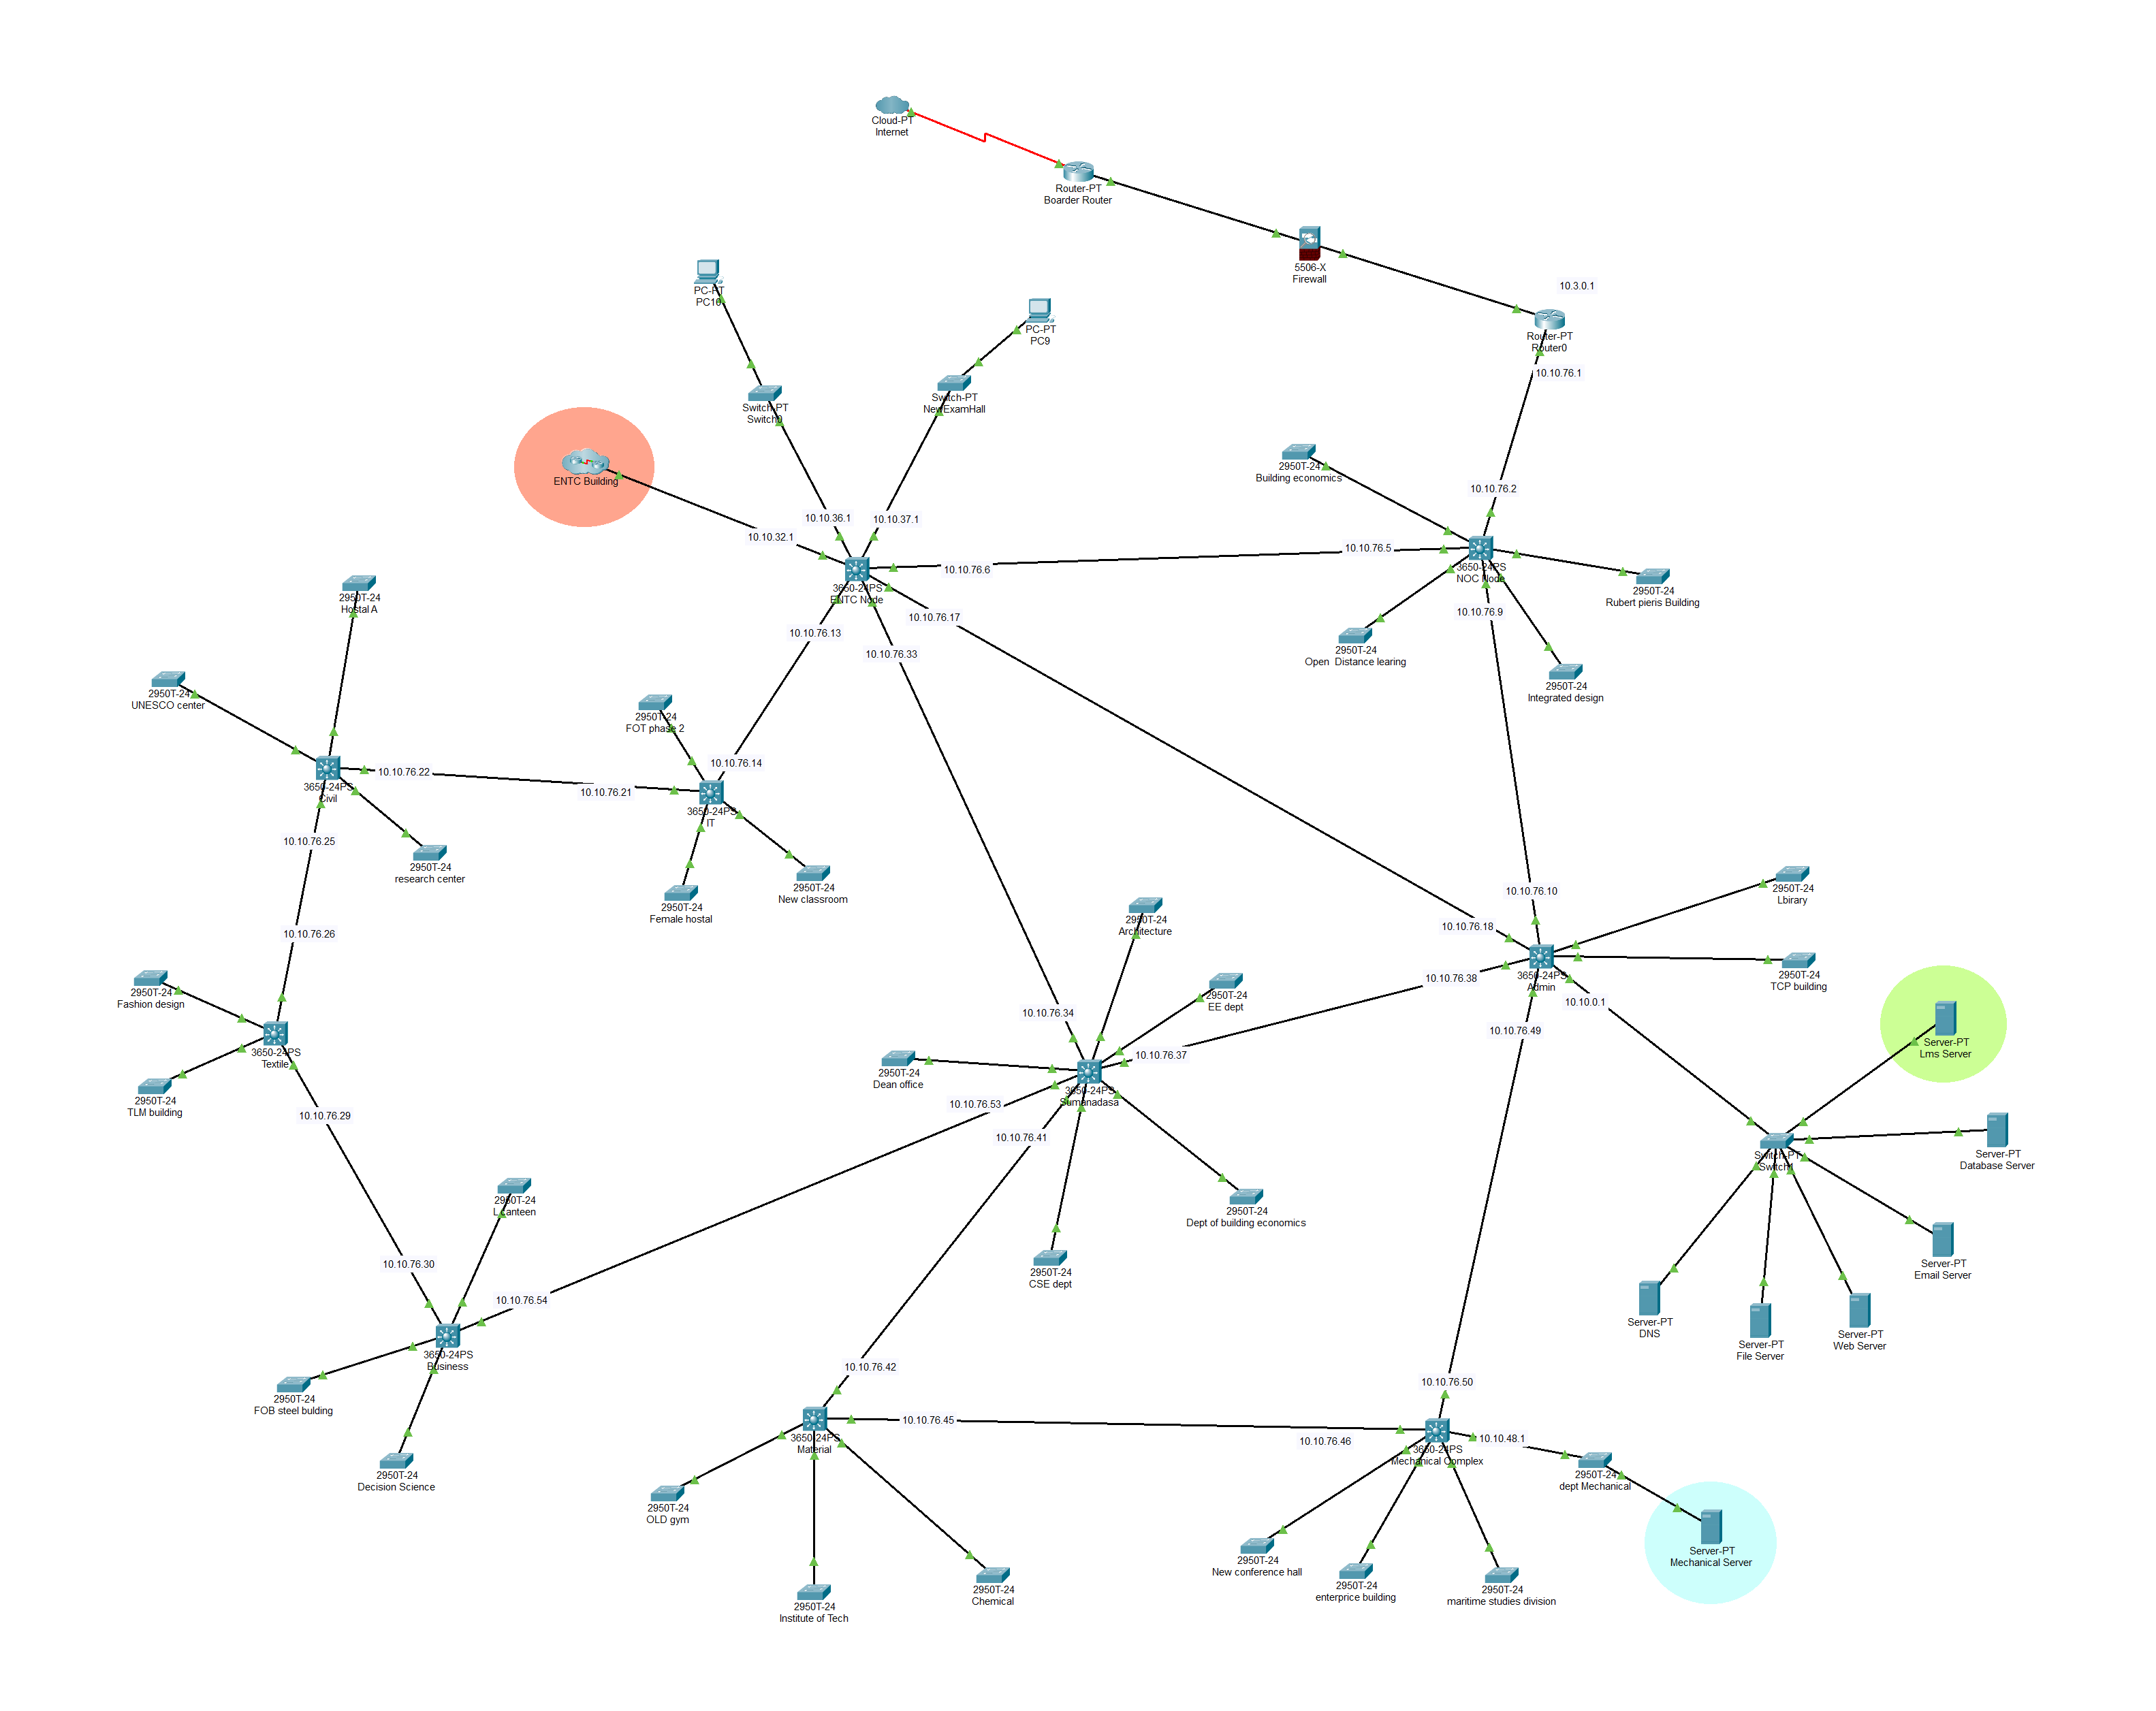 Cloud-PT
Internet
Router-PT
Boarder Router
5506-X
Firewall
10.3.0.1
Router-PT
Router0
10.10.76.1
PC-PT
PC10
PC-PT
PC9
Switch-PT
Switch0
Switch-PT
NewExamHall
ENTC Building
10.10.36.1
10.10.37.1
10.10.32.1
2950T-24
Building economics
10.10.76.2
10.10.76.5
10.10.76.6
3650-24PS
ENTC Node
3650-24PS
NOC Node
2950T-24
Rubert pieris Building
2950T-24
Hostal A
10.10.76.9
10.10.76.17
10.10.76.13
10.10.76.33
2950T-24
Open Distance learing
2950T-24
Integrated design
2950T-24
UNESCO center
2950T-24
FOT phase 2
10.10.76.14
10.10.76.22
10.10.76.21
3650-24PS
Civil
3650-24PS
IT
10.10.76.25
2950T-24
research center
2950T-24
Female hostal
2950T-24
New classroom
10.10.76.10
2950T-24
Lbirary
2950T-24
Architecture
10.10.76.18
10.10.76.26
2950T-24
TCP building
3650-24PS
Admin
10.10.76.38
10.10.0.1
2950T-24
Fashion design
2950T-24
EE dept
10.10.76.34
10.10.76.49
Server-PT
Lms Server
3650-24PS
Textile
10.10.76.37
2950T-24
Dean office
3650-24PS
Sumanadasa
10.10.76.53
2950T-24
TLM building
10.10.76.29
10.10.76.41
Switch-PT
Switch1
Server-PT
Database Server
2950T-24
L canteen
2950T-24
Dept of building economics
10.10.76.30
2950T-24
CSE dept
Server-PT
Email Server
10.10.76.54
Server-PT
DNS
Server-PT
File Server
Server-PT
Web Server
3650-24PS
Business
10.10.76.42
10.10.76.50
2950T-24
FOB steel bulding
10.10.76.45
10.10.76.46
10.10.48.1
3650-24PS
Material
3650-24PS
Mechanical Complex
2950T-24
dept Mechanical
2950T-24
Decision Science
2950T-24
OLD gym
Server-PT
Mechanical Server
2950T-24
New conference hall
2950T-24
enterprice building
2950T-24
maritime studies division
2950T-24
Chemical
2950T-24
Institute of Tech